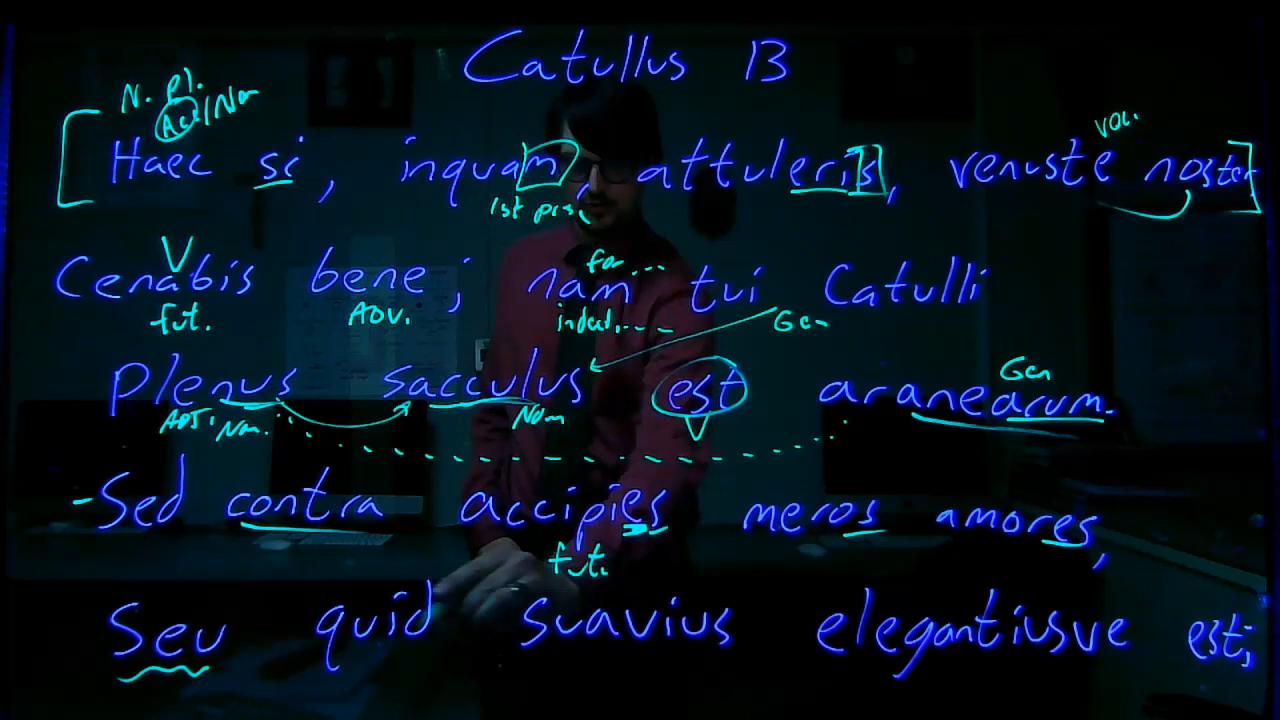 Catullus 13
N. pl.
Acc/Nom
voc.
Haec si, inquam, attuleris, venuste noster
1st pers.
V for...
Cenabis bene; nam tui Catulli
fut. ADV. indecl.... Gen
Gen
plenus sacculus est aranearum.
ADJ. Nom. Nom V
-Sed contra accipies meros amores,
fut.
Seu quid suavius elegantiusve est;